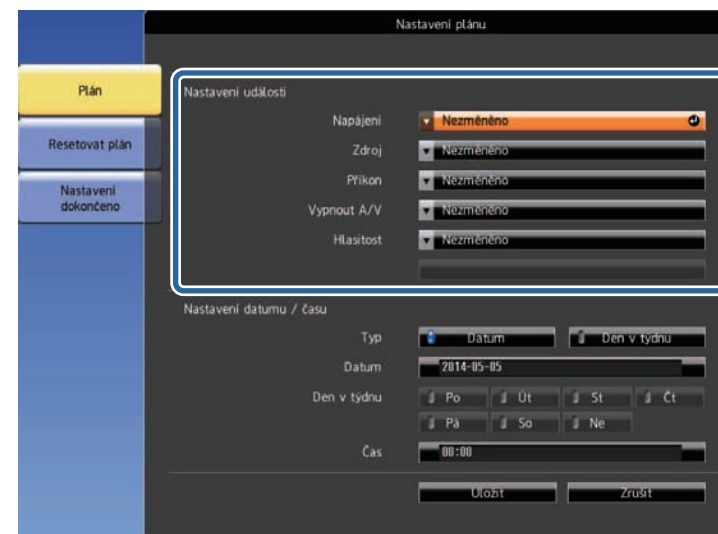 Nastavení plánu
Plán
Resetovat plán
Nastavení
dokončeno
Nastavení události
Napájení Nezměněno
Zdroj Nezměněno
Příkon Nezměněno
Vypnout A/V Nezměněno
Hlasitost Nezměněno
Nastavení datumu / času
Typ Datum Den v týdnu
Datum 2014-05-05
Den v týdnu Po Út St Čt
Pá So Ne
Čas 00:00
Uložit Zrušit